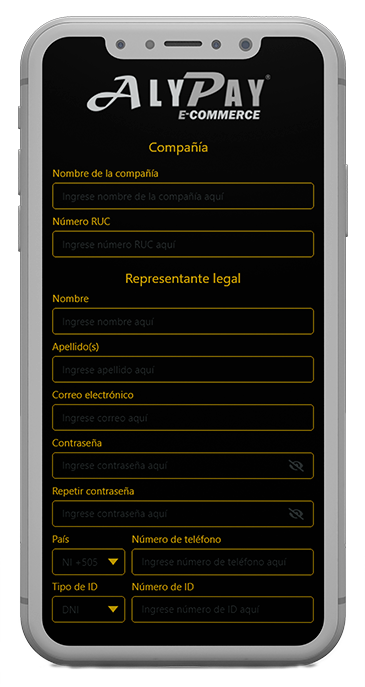 ALYPAY®
E-COMMERCE
Compañía
Nombre de la compañía
Ingrese nombre de la compañía aquí
Número RUC
Ingrese número RUC aquí
Representante legal
Nombre
Ingrese nombre aquí
Apellido(s)
Ingrese apellido aquí
Correo electrónico
Ingrese correo aquí
Contraseña
Ingrese contraseña aquí
Repetir contraseña
Ingrese contraseña aquí
País Número de teléfono
NI +505 Ingrese número de teléfono aquí
Tipo de ID Número de ID
DNI Ingrese número de ID aquí